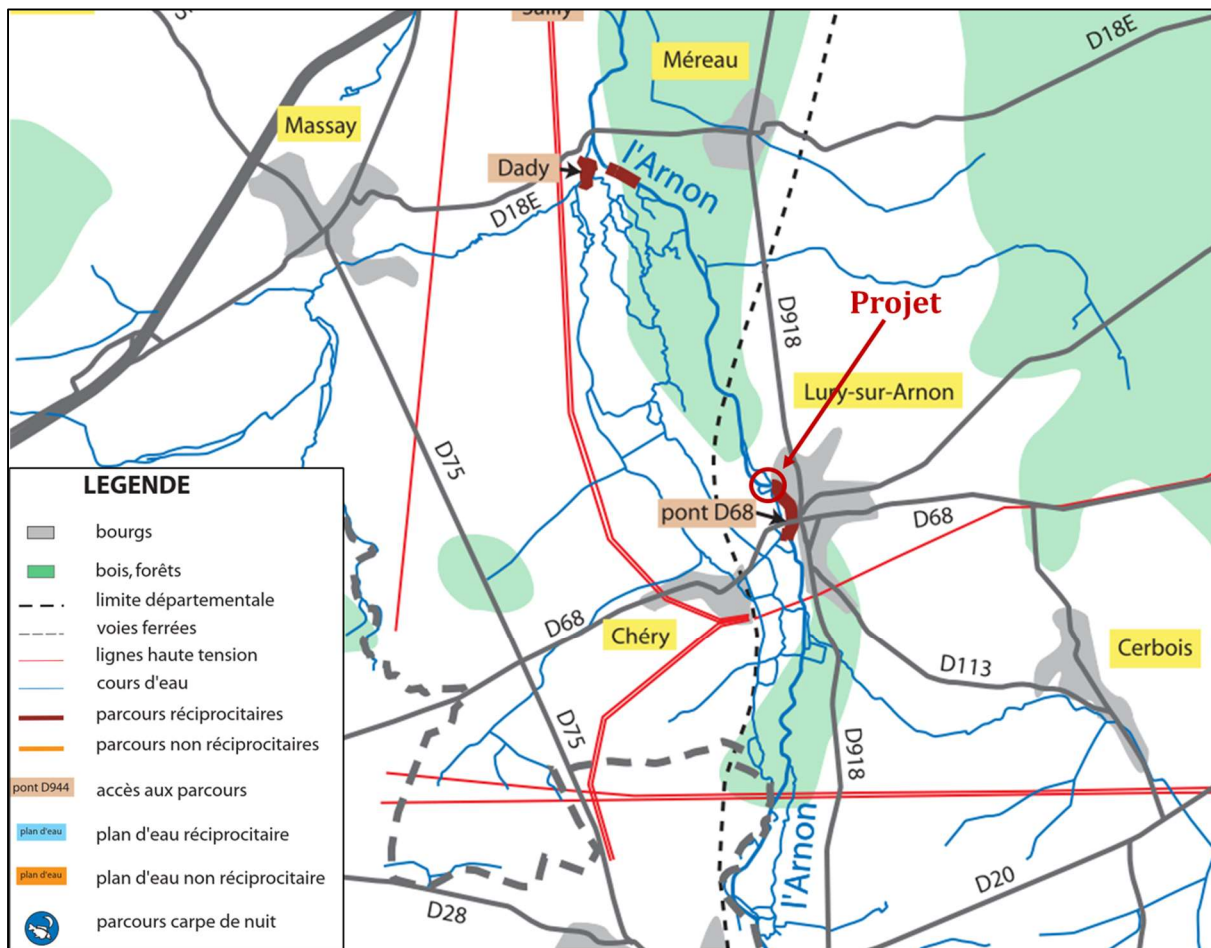 Sailly
D18E
Méreau
Massay
Dady
l'Arnon
D18E
D918
Projet
Lury-sur-Arnon
D75
pont D68
D68
LEGENDE
bourgs
bois, forêts
limite départementale
voies ferrées
lignes haute tension
cours d'eau
parcours réciprocitaires
parcours non réciprocitaires
pont D944 accès aux parcours
plan d'eau plan d'eau réciprocitaire
plan d'eau plan d'eau non réciprocitaire
parcours carpe de nuit
D68
Chéry
D113
Cerbois
D75
D918
l'Arnon
D20
D28